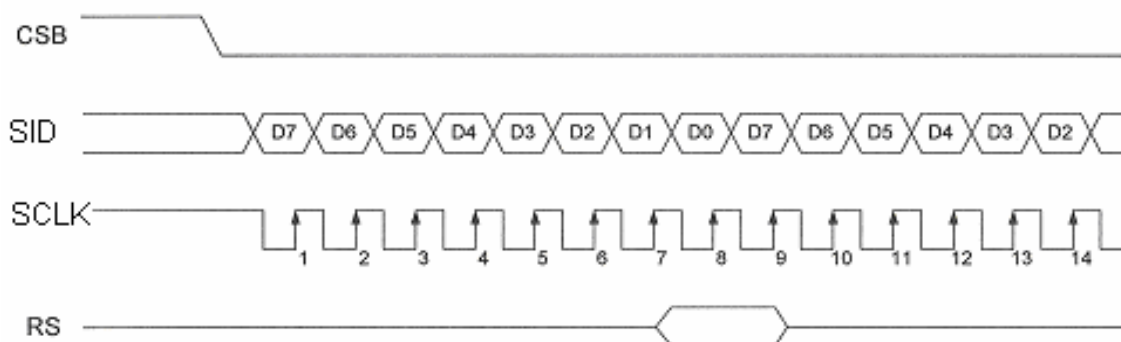 CSB
SID D7 D6 D5 D4 D3 D2 D1 D0 D7 D6 D5 D4 D3 D2
SCLK
1 2 3 4 5 6 7 8 9 10 11 12 13 14
RS